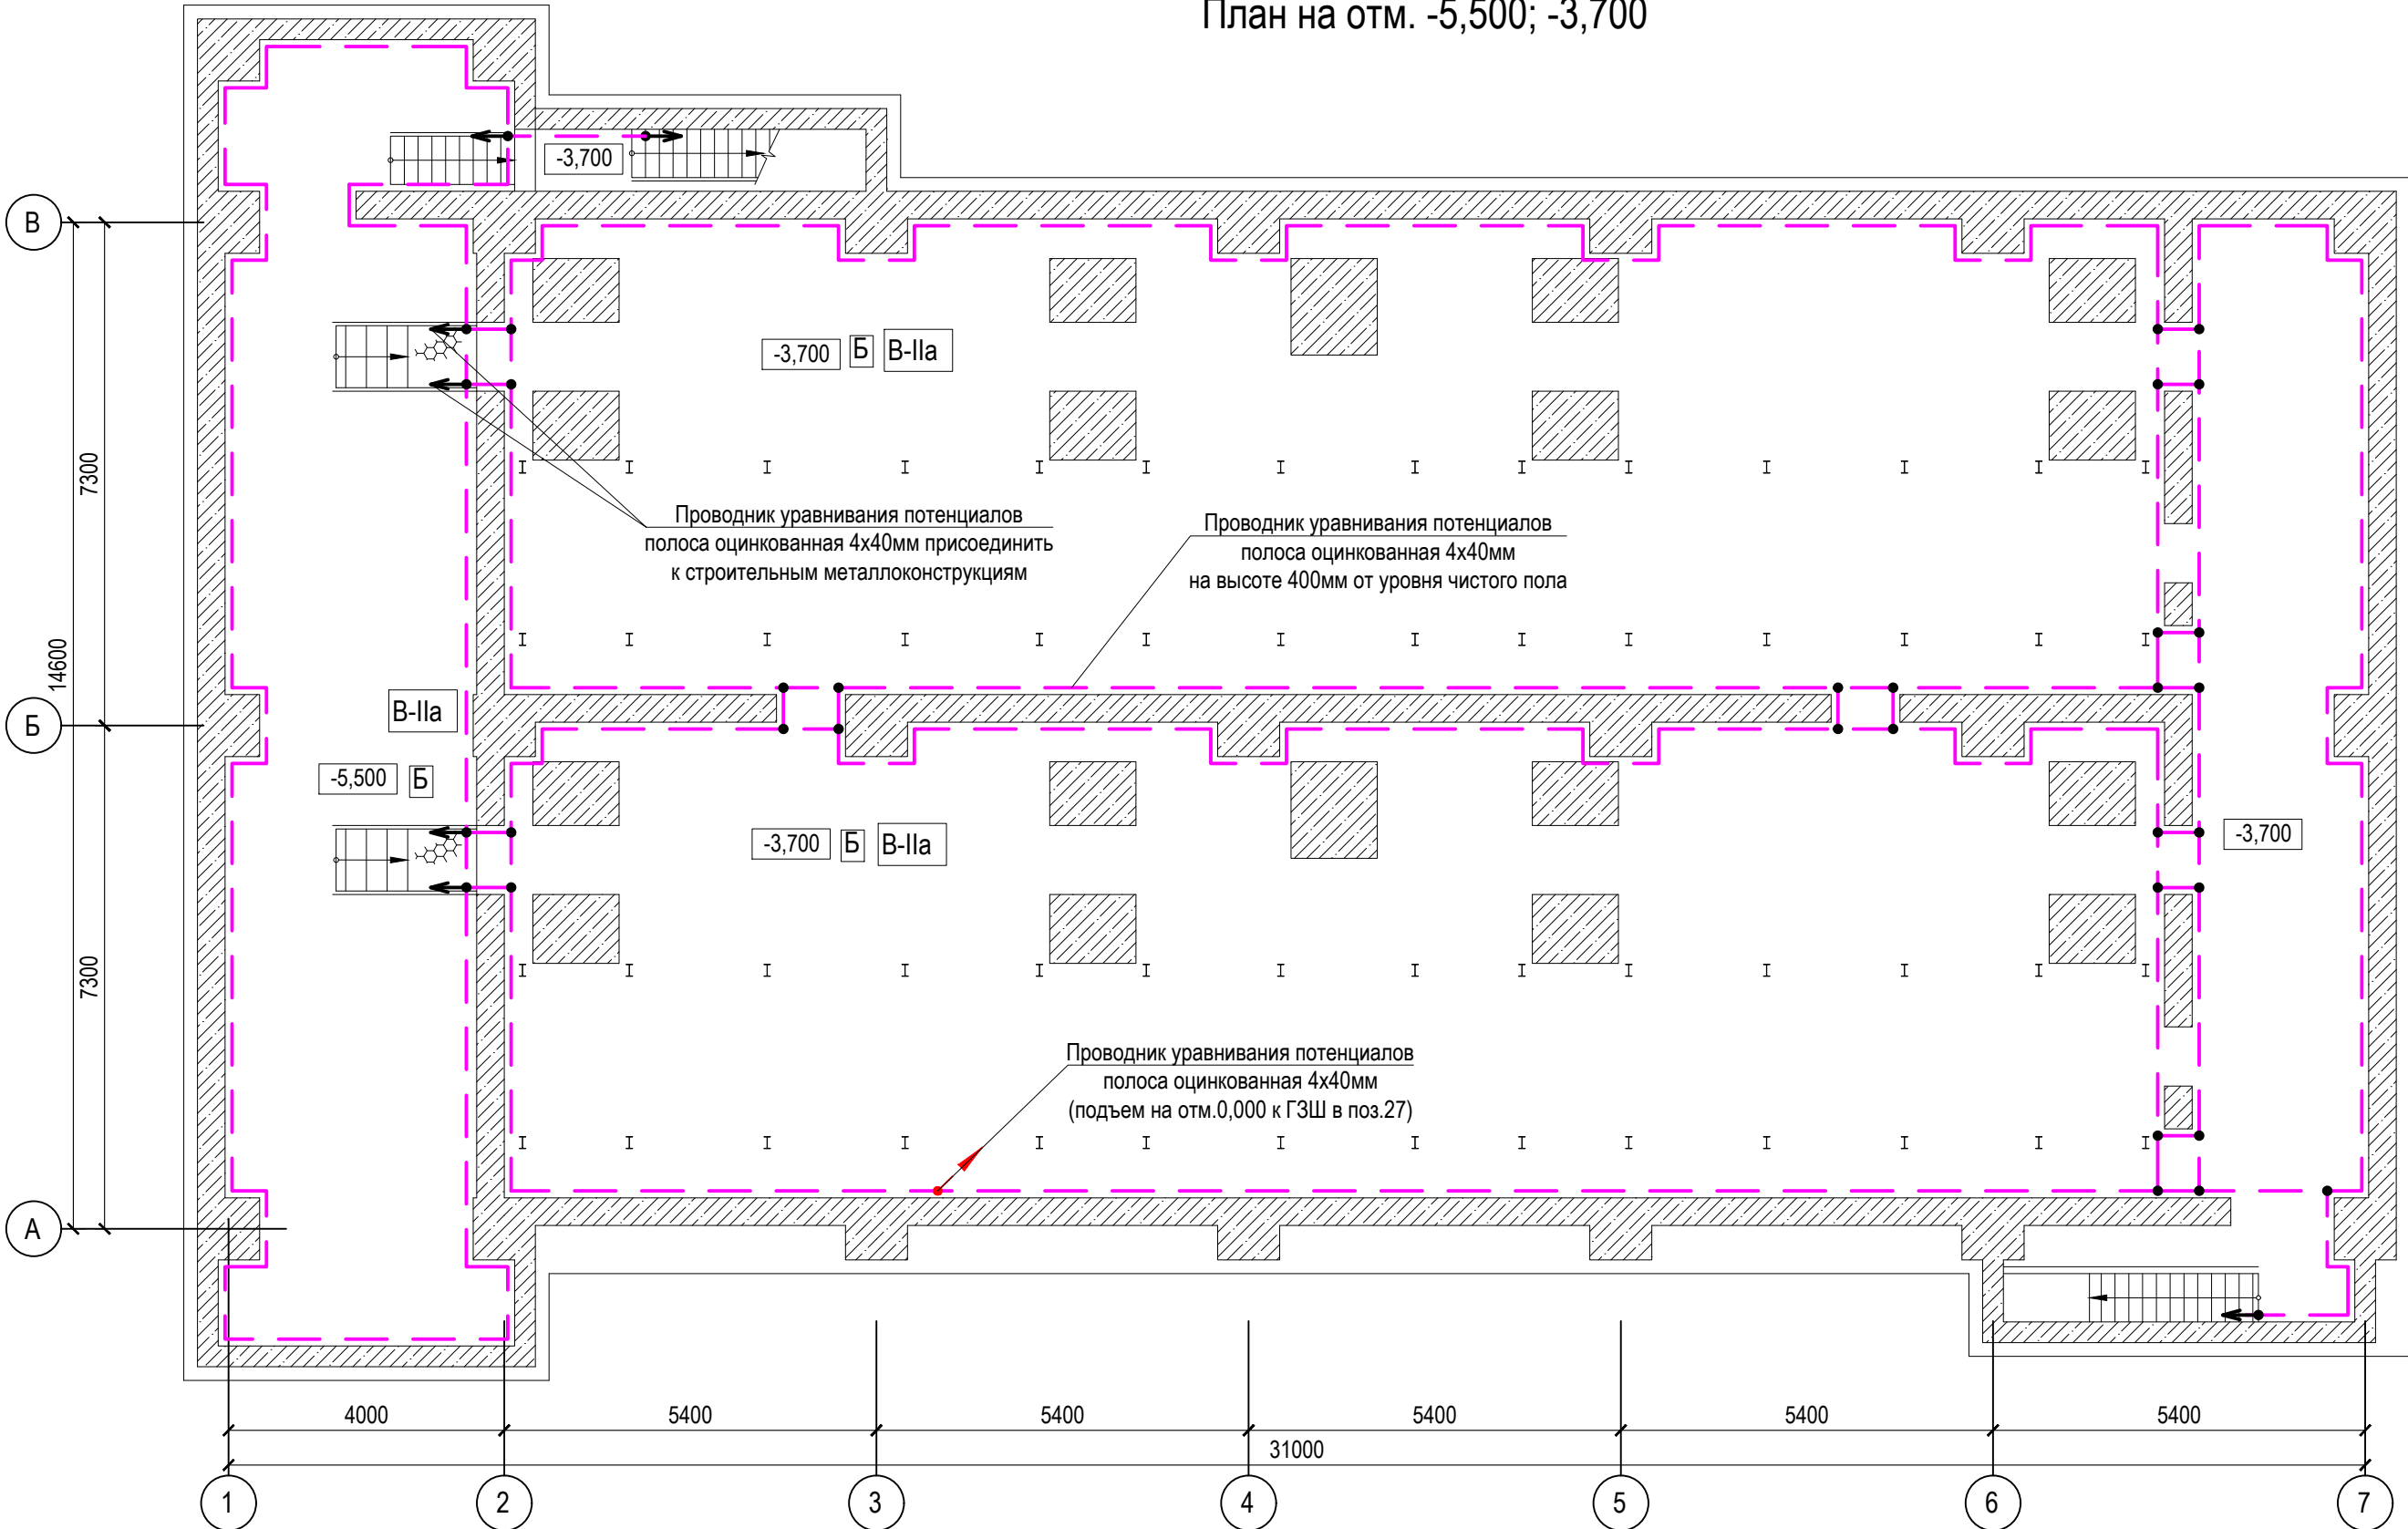 План на отм. -5,500; -3,700
-3,700
В
-3,700 Б В-IIа
7300
Проводник уравнивания потенциалов
полоса оцинкованная 4х40мм присоединить
к строительным металлоконструкциям
Проводник уравнивания потенциалов
полоса оцинкованная 4х40мм
на высоте 400мм от уровня чистого пола
14600
В-IIа
Б
-5,500 Б
-3,700 Б В-IIа
-3,700
7300
Проводник уравнивания потенциалов
полоса оцинкованная 4х40мм
(подъем на отм.0,000 к ГЗШ в поз.27)
А
4000 5400 5400 5400 5400 5400
31000
1 2 3 4 5 6 7